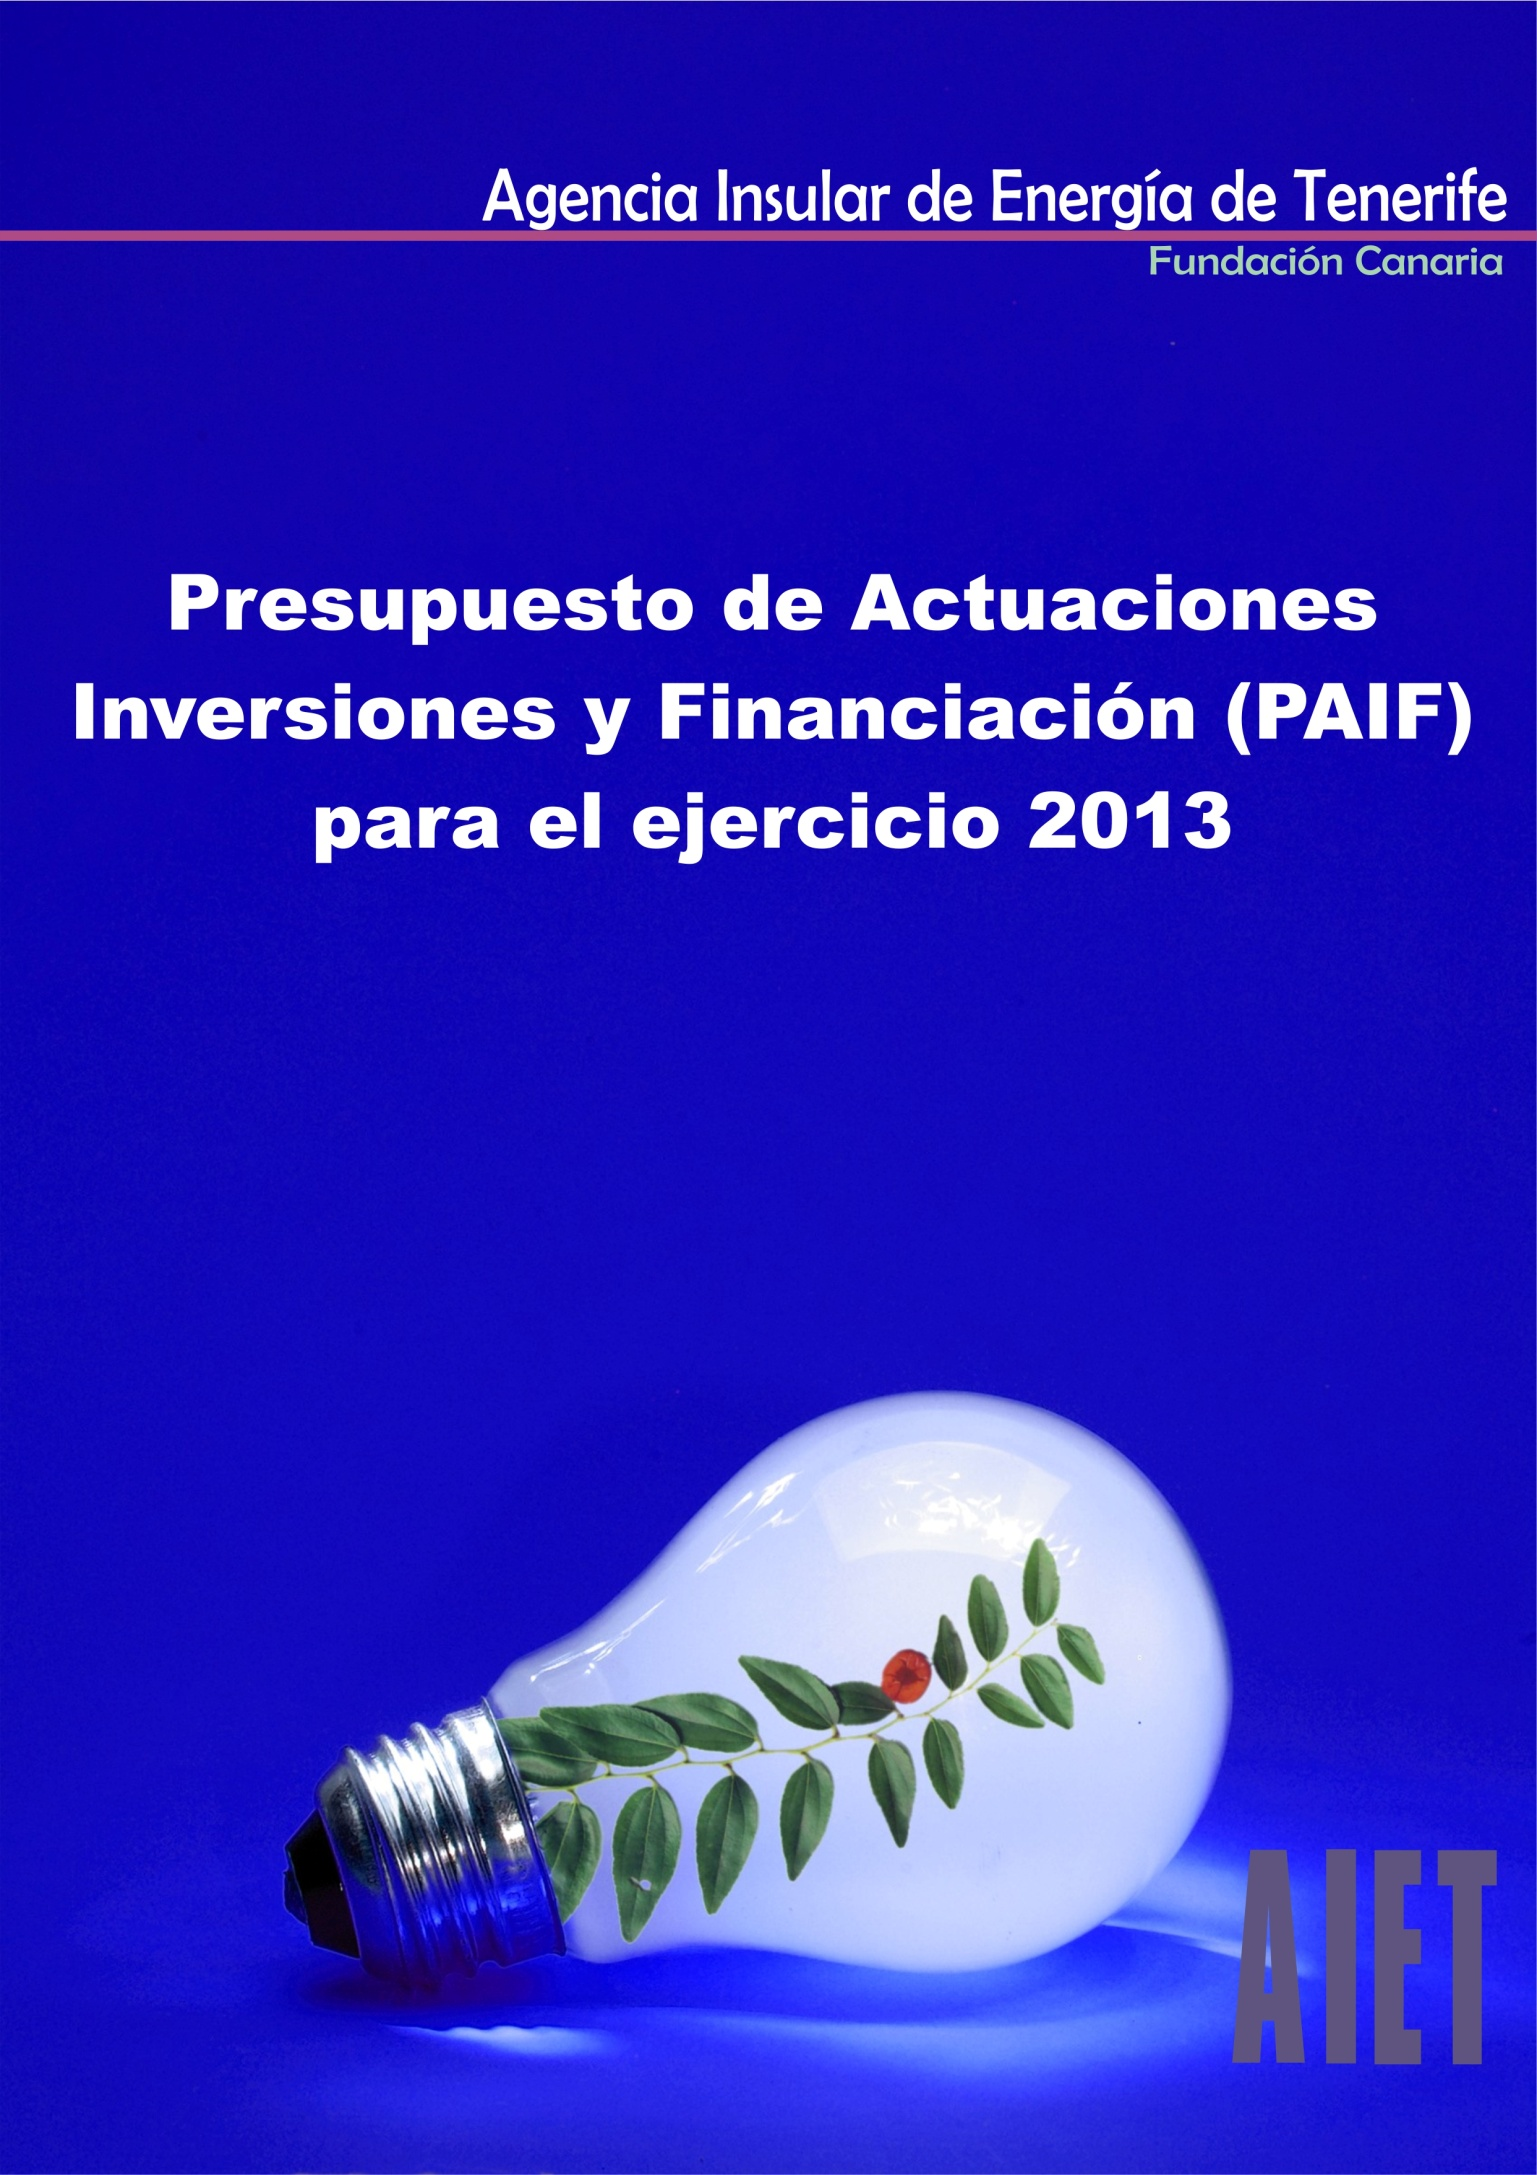 Agencia Insular de Energía de Tenerife
Fundación Canaria
Presupuesto de Actuaciones
Inversiones y Financiación (PAIF)
para el ejercicio 2013
AIET